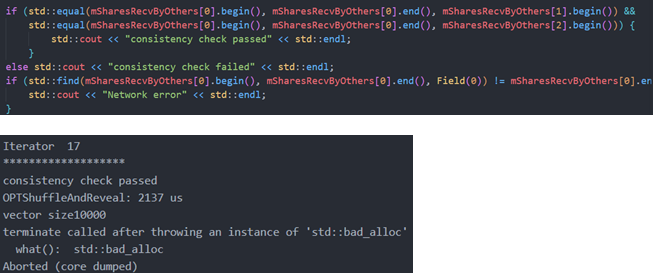 if (std::equal(mSharesRecvByOthers[0].begin(), mSharesRecvByOthers[0].end(), mSharesRecvByOthers[1].begin()) &&
std::equal(mSharesRecvByOthers[0].begin(), mSharesRecvByOthers[0].end(), mSharesRecvByOthers[2].begin())) {
std::cout << "consistency check passed" << std::endl;
}
else std::cout << "consistency check failed" << std::endl;
if (std::find(mSharesRecvByOthers[0].begin(), mSharesRecvByOthers[0].end(), Field(0)) != mSharesRecvByOthers[0].en
std::cout << "Network error" << std::endl;
}
Iterator  17
*******************
consistency check passed
OPTShuffleAndReveal: 2137 us
vector size10000
terminate called after throwing an instance of 'std::bad_alloc'
what():  std::bad_alloc
Aborted (core dumped)